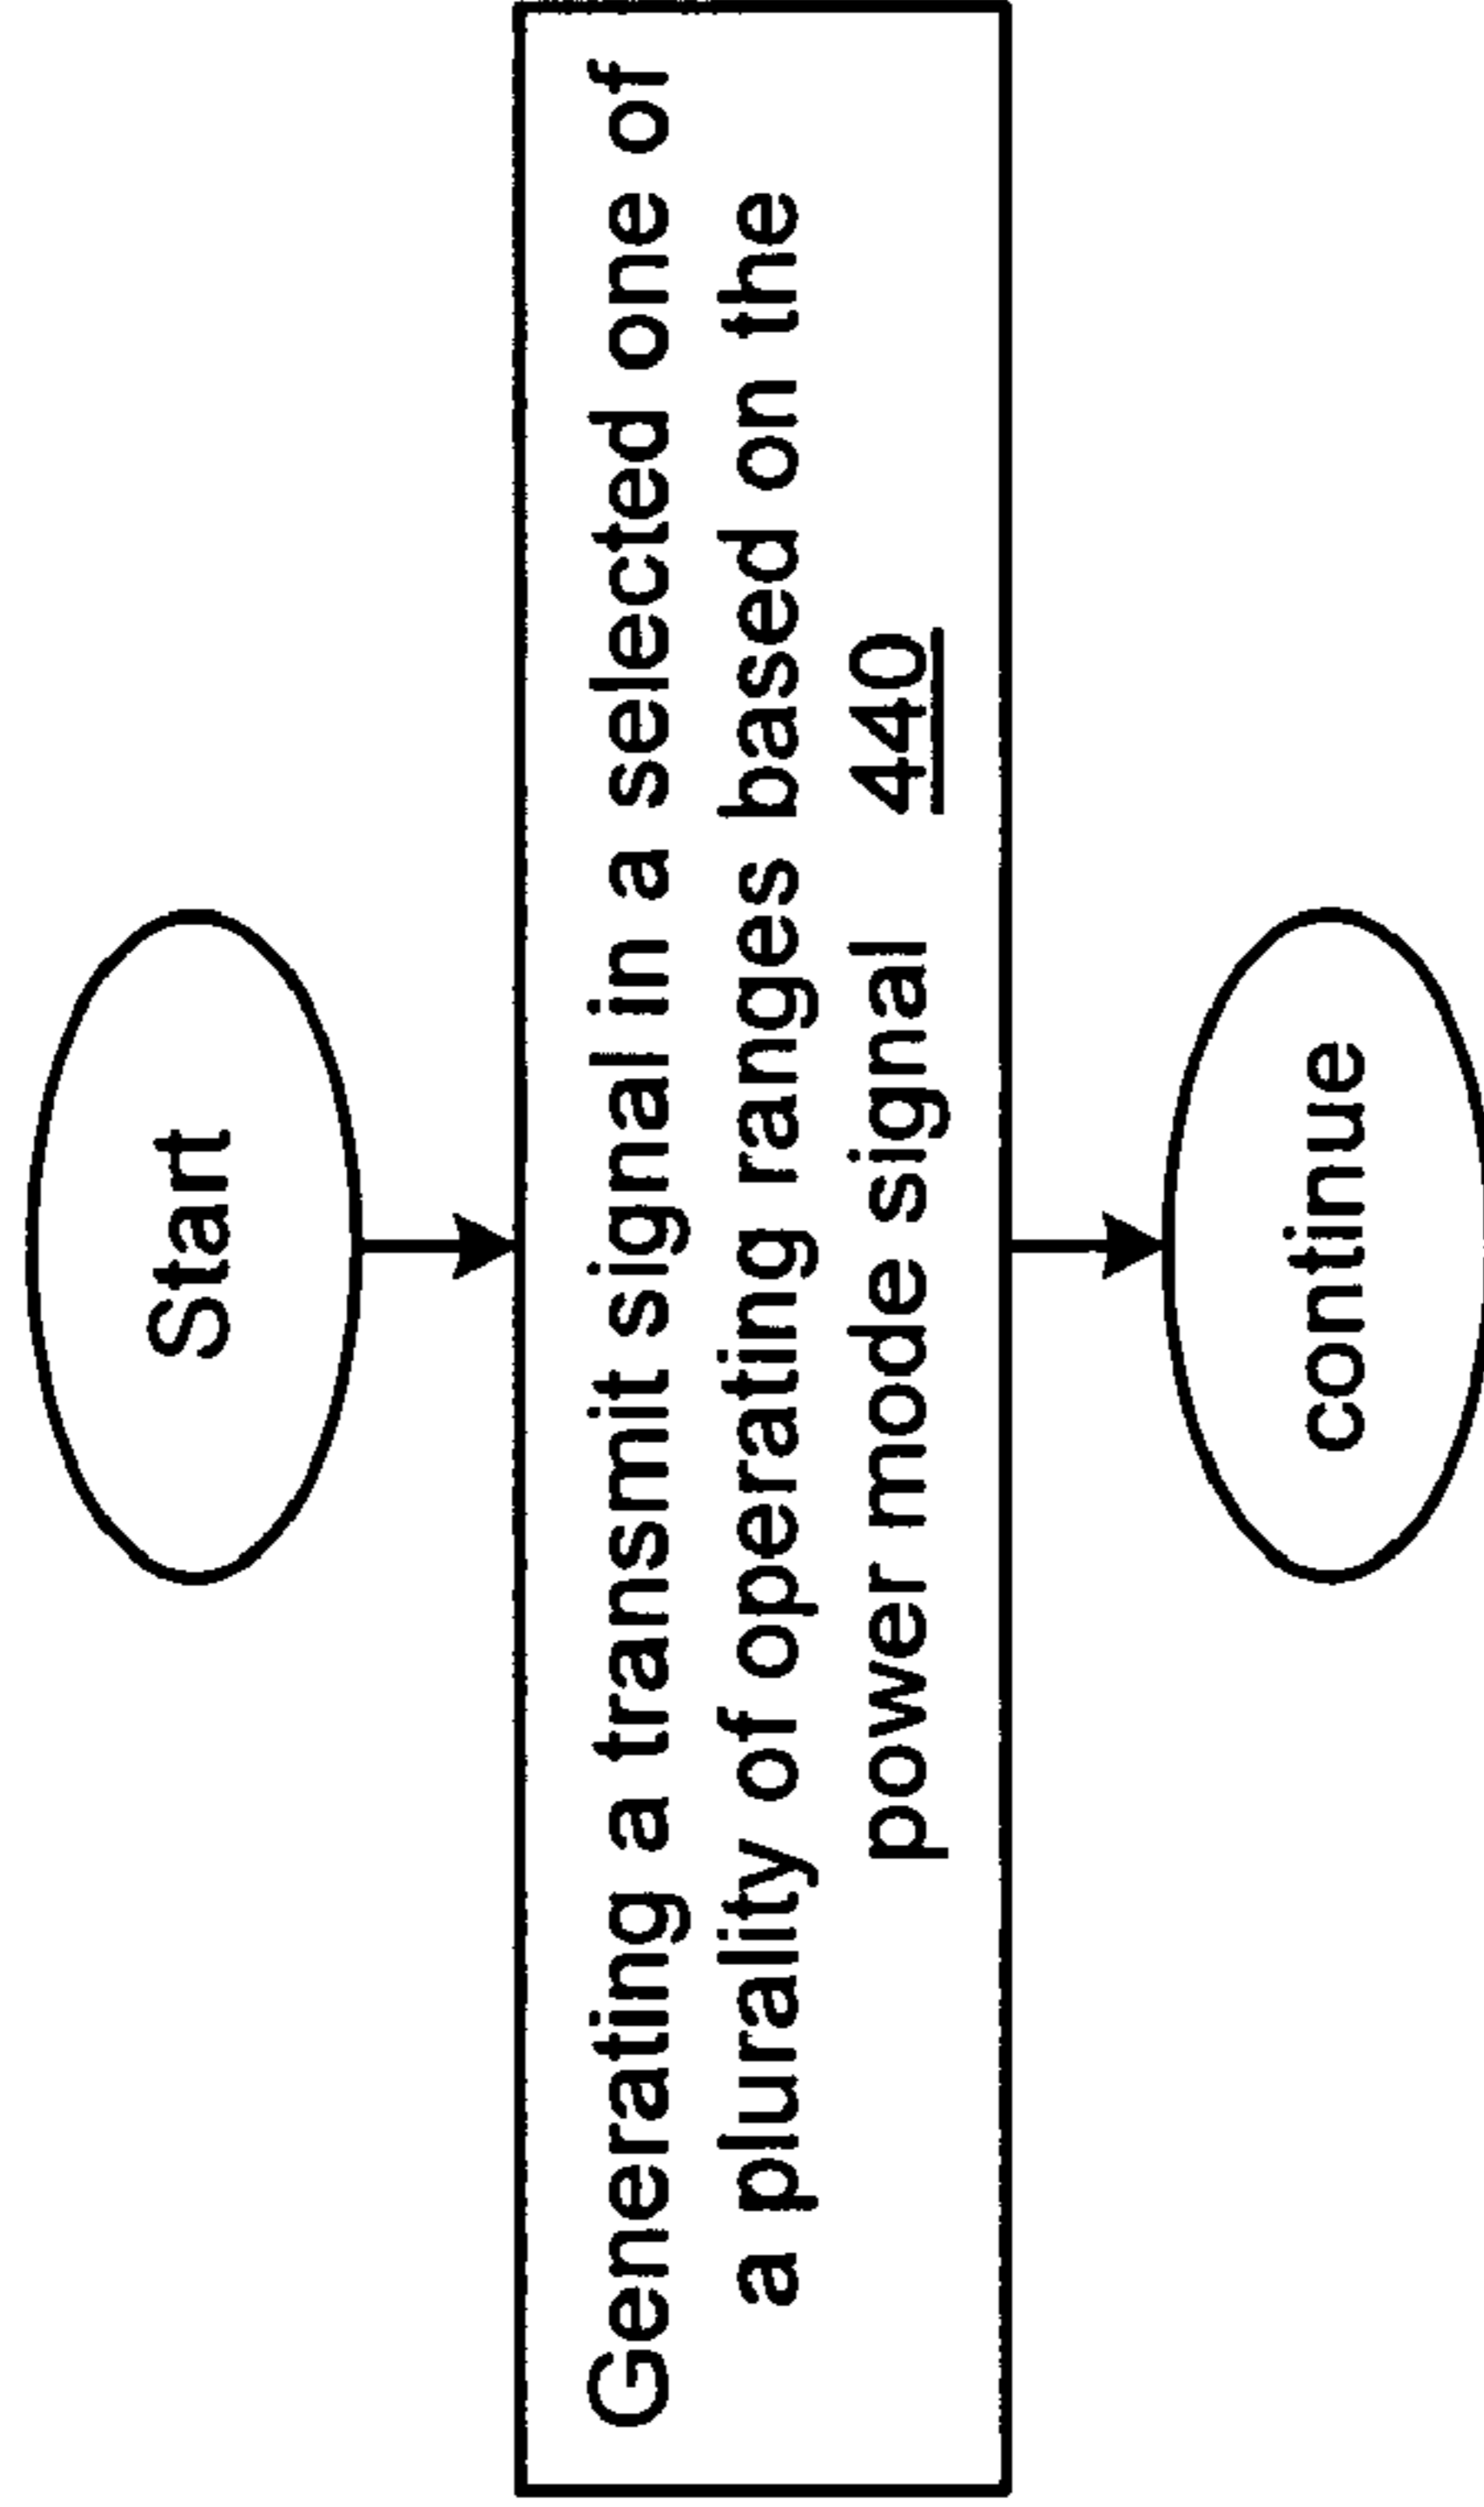 Start
Generating a transmit signal in a selected one of
a plurality of operating ranges based on the
power mode signal 440
continue